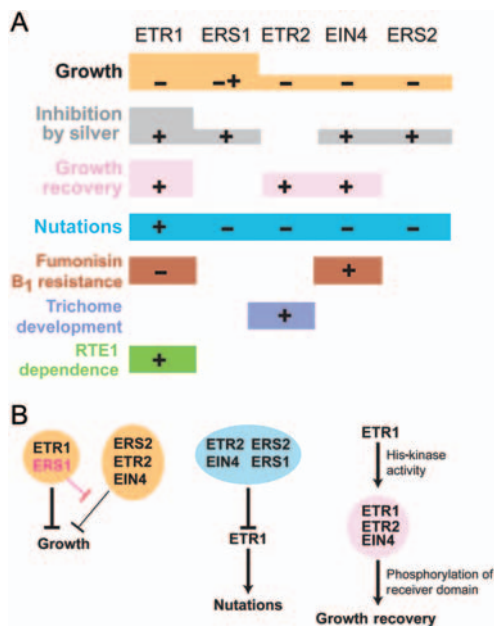 A
ETR1 ERS1 ETR2 EIN4 ERS2
Growth
− −+ − − −
Inhibition
by silver
+ + + +
Growth
recovery
+ + +
Nutations
+ − − − −
Fumonisin
B1 resistance
− +
Trichome
development
+
RTE1
dependence
+
B
ETR1
ERS1
Growth
ERS2
ETR2
EIN4
ETR2 ERS2
EIN4 ERS1
ETR1
Nutations
ETR1
His-kinase
activity
ETR1
ETR2
EIN4
Phosphorylation of
receiver domain
Growth recovery